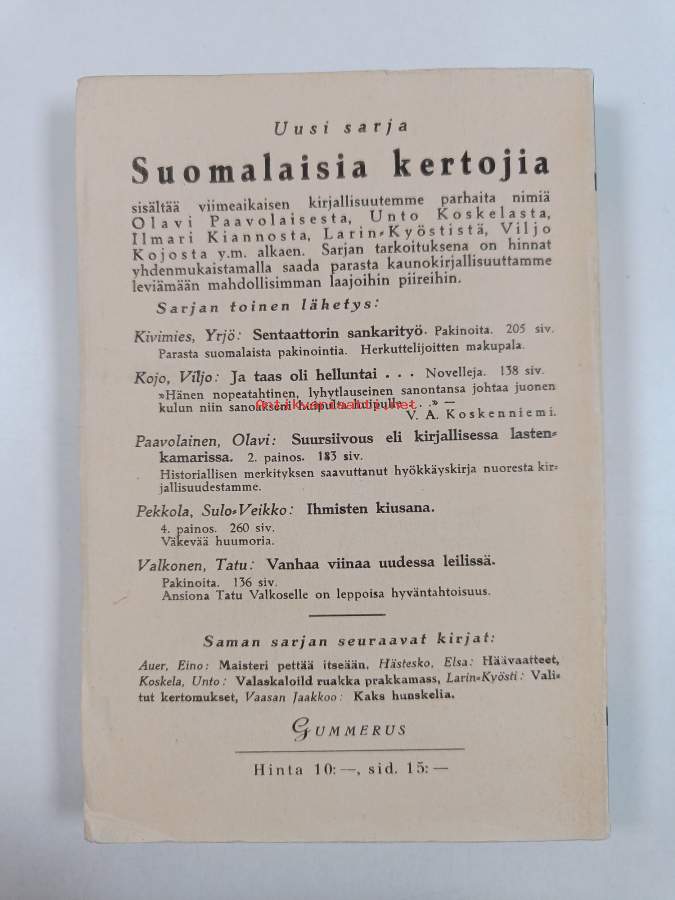 Uusi sarja
Suomalaisia kertojia
sisältää viimeaikaisen kirjallisuutemme parhaita nimiä
Olavi Paavolaisesta, Unto Koskelasta,
Ilmari Kiannosta, Larin-Kyöstistä, Viljo
Kojosta y.m. alkaen. Sarjan tarkoituksena on hinnat
yhdenmukaistamalla saada parasta kaunokirjallisuuttamme
leviämään mahdollisimman laajoihin piireihin.
Sarjan toinen lähetys:
Kivimies, Yrjö: Sentaattorin sankarityö. Pakinoita. 205 siv.
Parasta suomalaista pakinointia. Herkuttelijoitten makupala.
Kojo, Viljo: Ja taas oli helluntai . . . Novelleja. 138 siv.
»Hänen nopeatahtinen, lyhytlauseinen sanontansa johtaa juonen
kulun niin sanoakseni huipulta huipulle . . .» —
Antikvariaatti.net
V. A. Koskenniemi.
Paavolainen, Olavi: Suursiivous eli kirjallisessa lasten-
kamarissa. 2. painos. 183 siv.
Historiallisen merkityksen saavuttanut hyökkäyskirja nuoresta kir-
jallisuudestamme.
Pekkola, Sulo-Veikko: Ihmisten kiusana.
4. painos. 260 siv.
Väkevää huumoria.
Valkonen, Tatu: Vanhaa viinaa uudessa leilissä.
Pakinoita. 136 siv.
Ansiona Tatu Valkoselle on leppoisa hyväntahtoisuus.
Saman sarjan seuraavat kirjat:
Auer, Eino: Maisteri pettää itseään, Hästesko, Elsa: Häävaatteet,
Koskela, Unto: Valaskaloild ruakka prakkamass, Larin-Kyösti: Vali-
tut kertomukset, Vaasan Jaakkoo: Kaks hunskelia.
GUMMERUS
Hinta 10:—, sid. 15:—